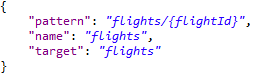 {
    "pattern": "flights/{flightId}",
    "name": "flights",
    "target": "flights"
}